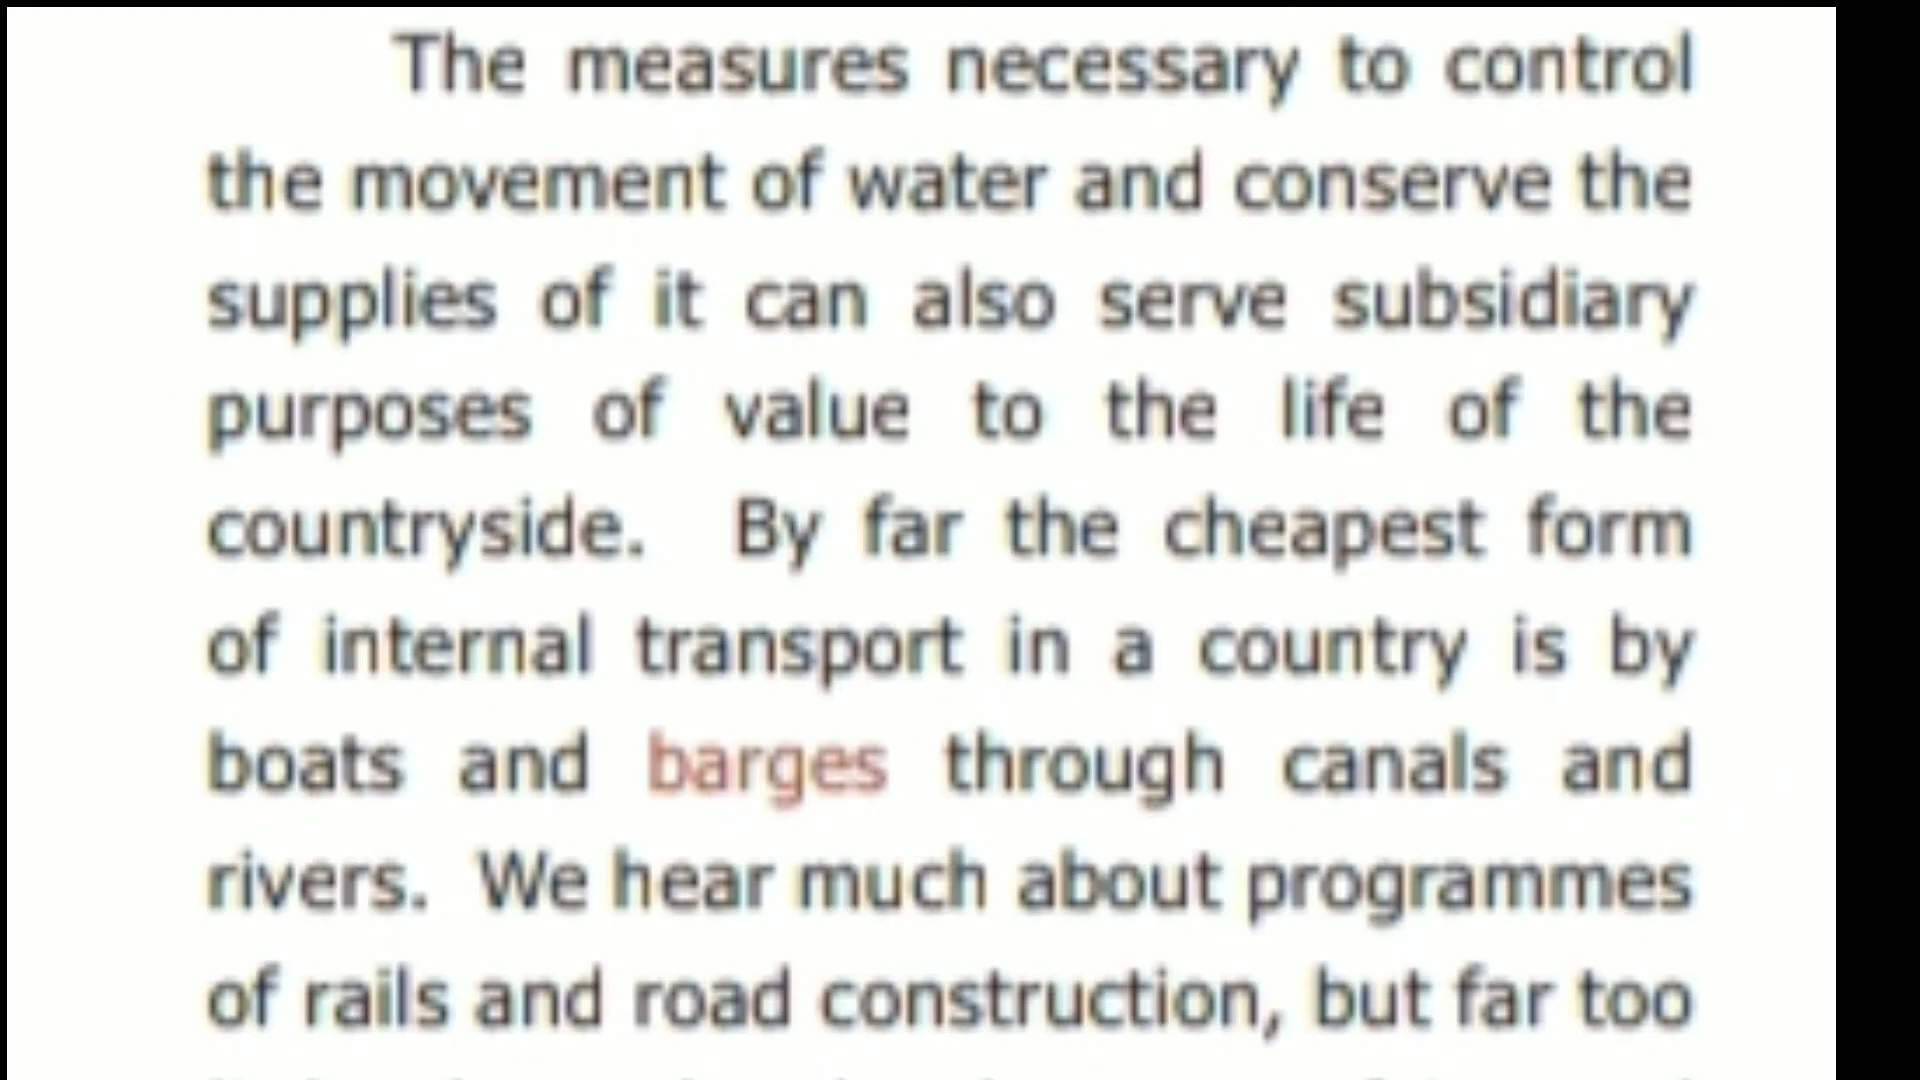 The measures necessary to control
the movement of water and conserve the
supplies of it can also serve subsidiary
purposes of value to the life of the
countryside. By far the cheapest form
of internal transport in a country is by
boats and barges through canals and
rivers. We hear much about programmes
of rails and road construction, but far too